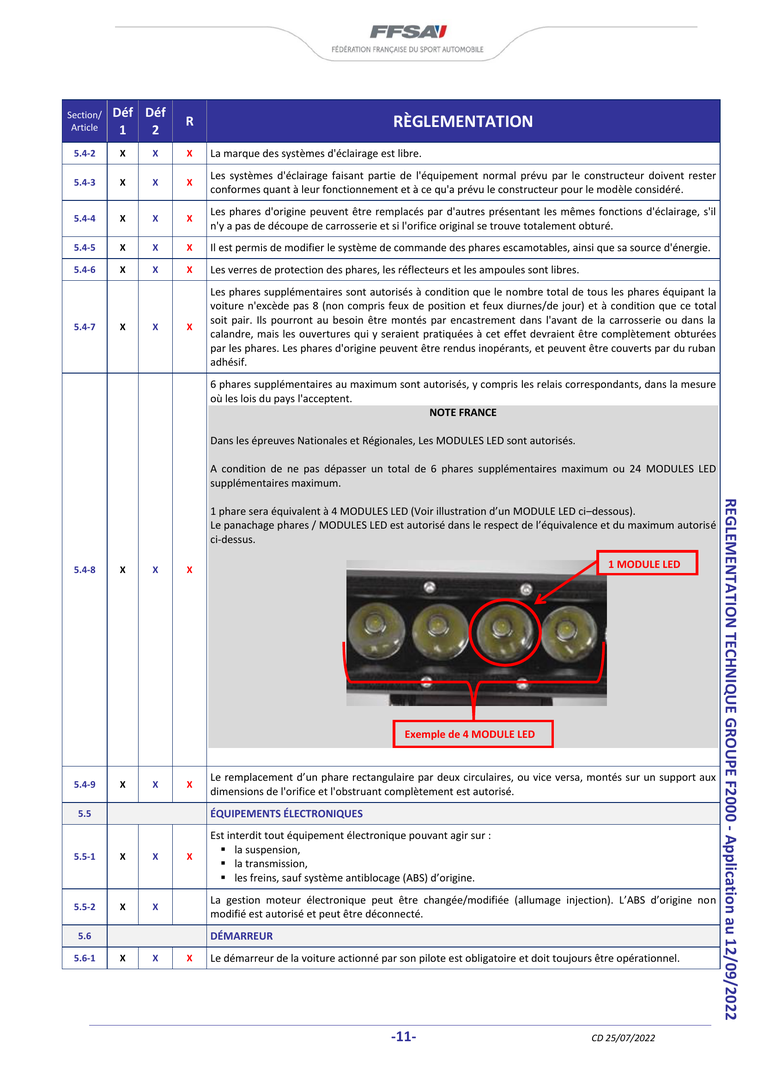 FFSA
FÉDÉRATION FRANÇAISE DU SPORT AUTOMOBILE
Section/
Article
Déf
1
Déf
2
R
RÈGLEMENTATION
5.4-2 X X X La marque des systèmes d'éclairage est libre.
5.4-3 X X X Les systèmes d'éclairage faisant partie de l'équipement normal prévu par le constructeur doivent rester
conformes quant à leur fonctionnement et à ce qu'a prévu le constructeur pour le modèle considéré.
5.4-4 X X X Les phares d'origine peuvent être remplacés par d'autres présentant les mêmes fonctions d'éclairage, s'il
n'y a pas de découpe de carrosserie et si l'orifice original se trouve totalement obturé.
5.4-5 X X X Il est permis de modifier le système de commande des phares escamotables, ainsi que sa source d'énergie.
5.4-6 X X X Les verres de protection des phares, les réflecteurs et les ampoules sont libres.
5.4-7 X X X Les phares supplémentaires sont autorisés à condition que le nombre total de tous les phares équipant la
voiture n'excède pas 8 (non compris feux de position et feux diurnes/de jour) et à condition que ce total
soit pair. Ils pourront au besoin être montés par encastrement dans l'avant de la carrosserie ou dans la
calandre, mais les ouvertures qui y seraient pratiquées à cet effet devraient être complètement obturées
par les phares. Les phares d'origine peuvent être rendus inopérants, et peuvent être couverts par du ruban
adhésif.
5.4-8 X X X 6 phares supplémentaires au maximum sont autorisés, y compris les relais correspondants, dans la mesure
où les lois du pays l'acceptent.
NOTE FRANCE
Dans les épreuves Nationales et Régionales, Les MODULES LED sont autorisés.
A condition de ne pas dépasser un total de 6 phares supplémentaires maximum ou 24 MODULES LED
supplémentaires maximum.
1 phare sera équivalent à 4 MODULES LED (Voir illustration d'un MODULE LED ci–dessous).
Le panachage phares / MODULES LED est autorisé dans le respect de l'équivalence et du maximum autorisé
ci-dessus.
1 MODULE LED
Exemple de 4 MODULE LED
5.4-9 X X X Le remplacement d'un phare rectangulaire par deux circulaires, ou vice versa, montés sur un support aux
dimensions de l'orifice et l'obstruant complètement est autorisé.
5.5 ÉQUIPEMENTS ÉLECTRONIQUES
5.5-1 X X X Est interdit tout équipement électronique pouvant agir sur :
▪ la suspension,
▪ la transmission,
▪ les freins, sauf système antiblocage (ABS) d'origine.
5.5-2 X X La gestion moteur électronique peut être changée/modifiée (allumage injection). L'ABS d'origine non
modifié est autorisé et peut être déconnecté.
5.6 DÉMARREUR
5.6-1 X X X Le démarreur de la voiture actionné par son pilote est obligatoire et doit toujours être opérationnel.
REGLEMENTATION TECHNIQUE GROUPE F2000 - Application au 12/09/2022
-11-
CD 25/07/2022